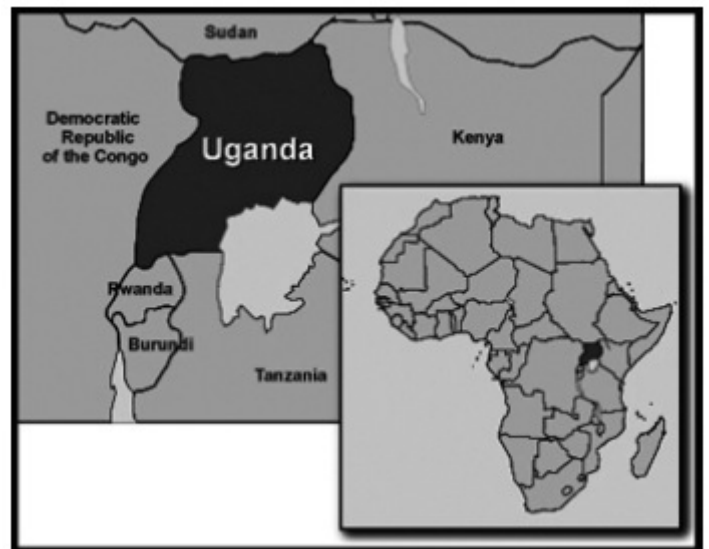 Sudan
Democratic
Republic
of the Congo
Uganda
Kenya
Rwanda
Burundi
Tanzania